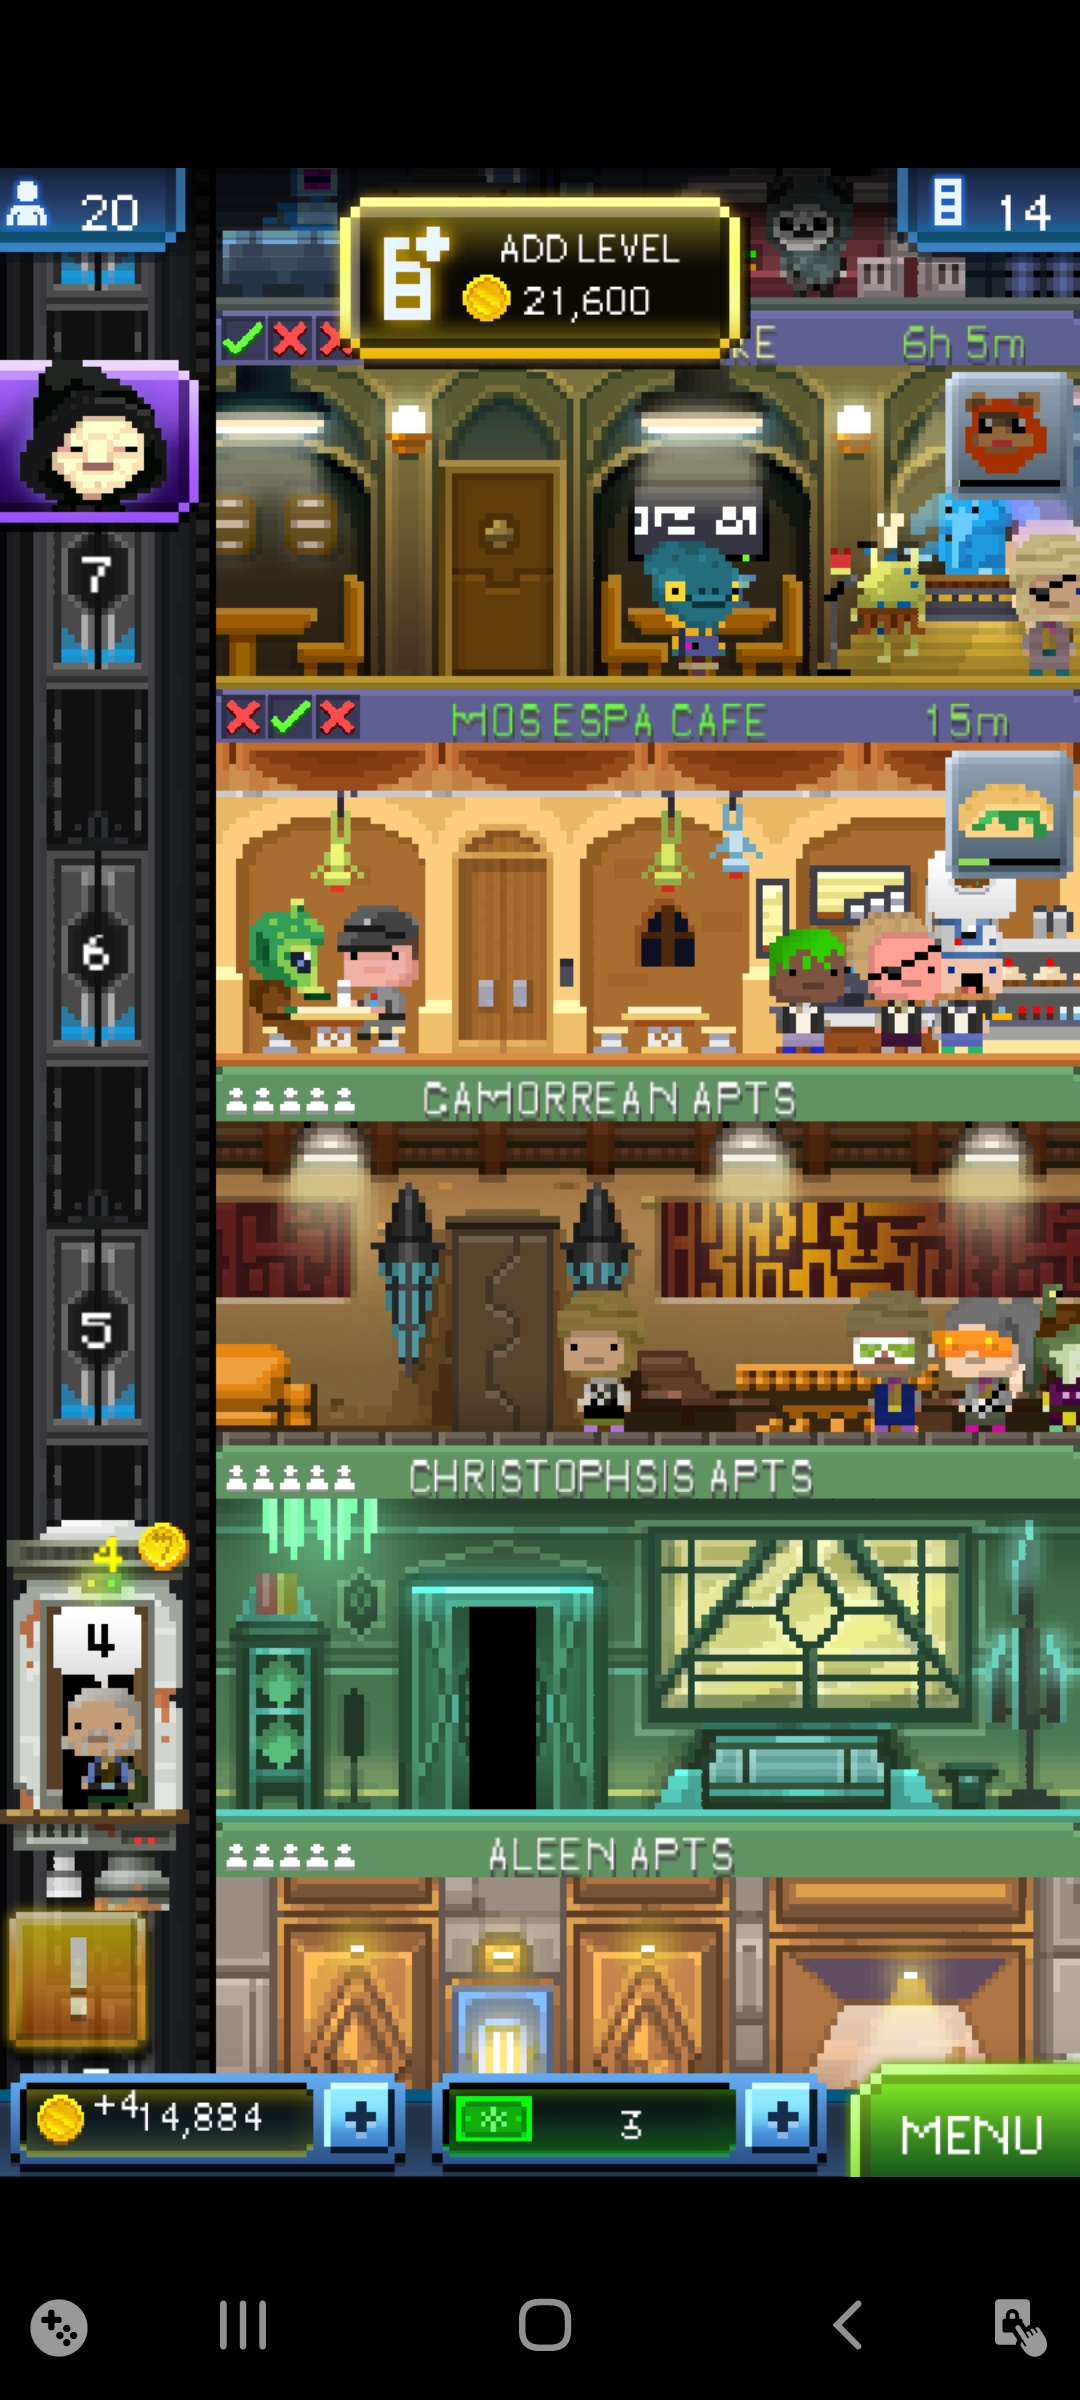 20
ADD LEVEL
21,600
14
KE
6h 5m
7
MOS ESPA CAFE
15m
6
CAMORREAN APTS
5
CHRISTOPHSIS APTS
4
4
ALEEN APTS
!
+4
14,884
3
MENU